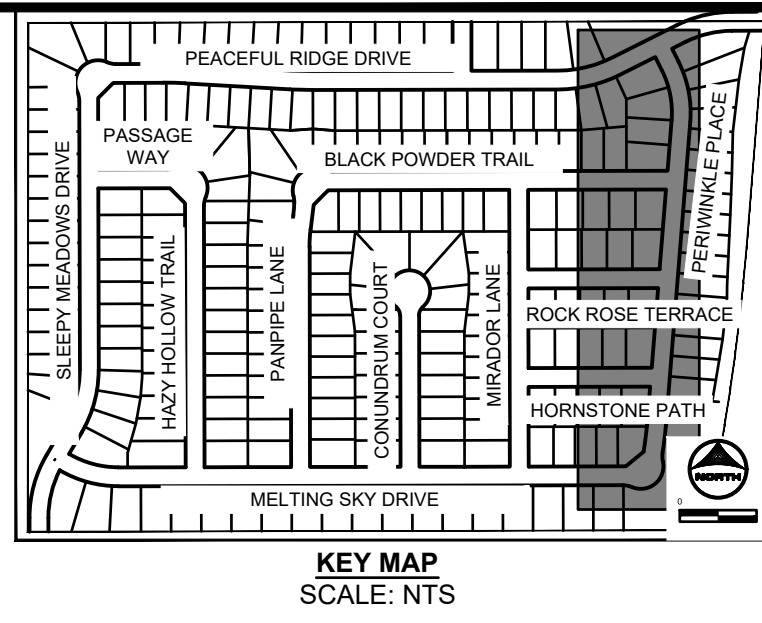 PEACEFUL RIDGE DRIVE
PASSAGE
WAY
BLACK POWDER TRAIL
SLEEPY MEADOWS DRIVE
HAZY HOLLOW TRAIL
PANPIPE LANE
CONUNDRUM COURT
MIRADOR LANE
PERIWINKLE PLACE
ROCK ROSE TERRACE
HORNSTONE PATH
MELTING SKY DRIVE
NORTH
0
KEY MAP
SCALE: NTS